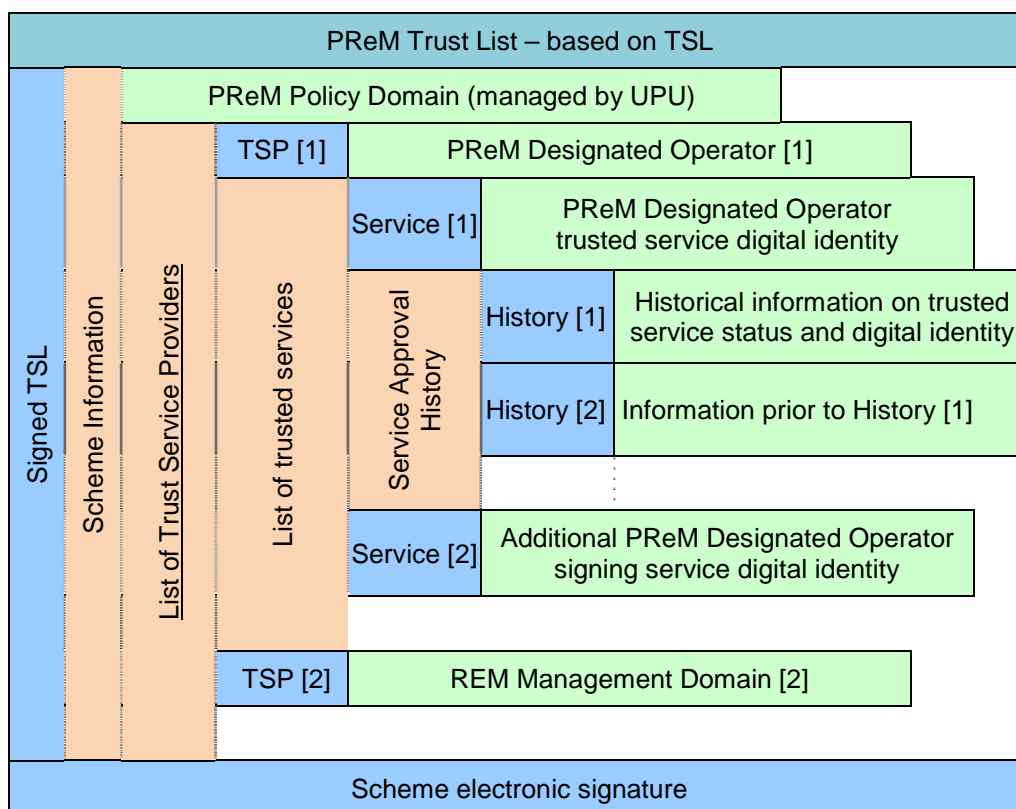 PReM Trust List – based on TSL
Signed TSL
Scheme Information
PReM Policy Domain (managed by UPU)
List of Trust Service Providers
TSP [1]
PReM Designated Operator [1]
List of trusted services
Service [1]
PReM Designated Operator
trusted service digital identity
Service Approval
History
History [1]
Historical information on trusted
service status and digital identity
History [2]
Information prior to History [1]
Service [2]
Additional PReM Designated Operator
signing service digital identity
TSP [2]
REM Management Domain [2]
Scheme electronic signature